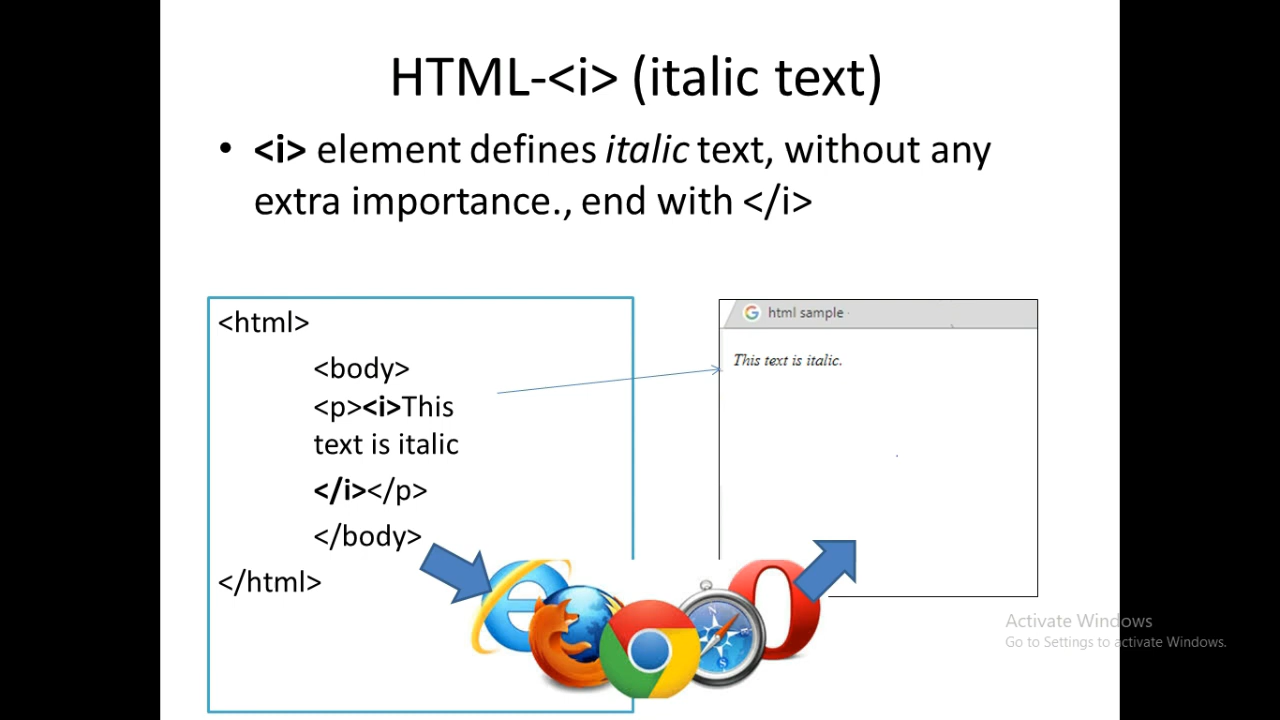 HTML-<i> (italic text)
• <i> element defines italic text, without any
extra importance., end with </i>
<html>
<body>
<p><i>This
text is italic
</i></p>
</body>
</html>
html sample
This text is italic.
Activate Windows
Go to Settings to activate Windows.